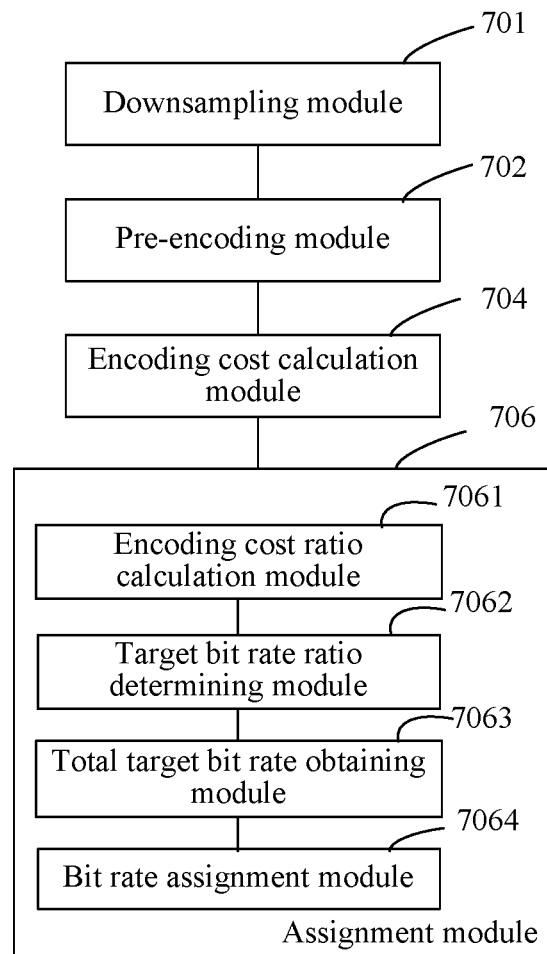 701
Downsampling module
702
Pre-encoding module
704
Encoding cost calculation
module
706
7061
Encoding cost ratio
calculation module
7062
Target bit rate ratio
determining module
7063
Total target bit rate obtaining
module
7064
Bit rate assignment module
Assignment module